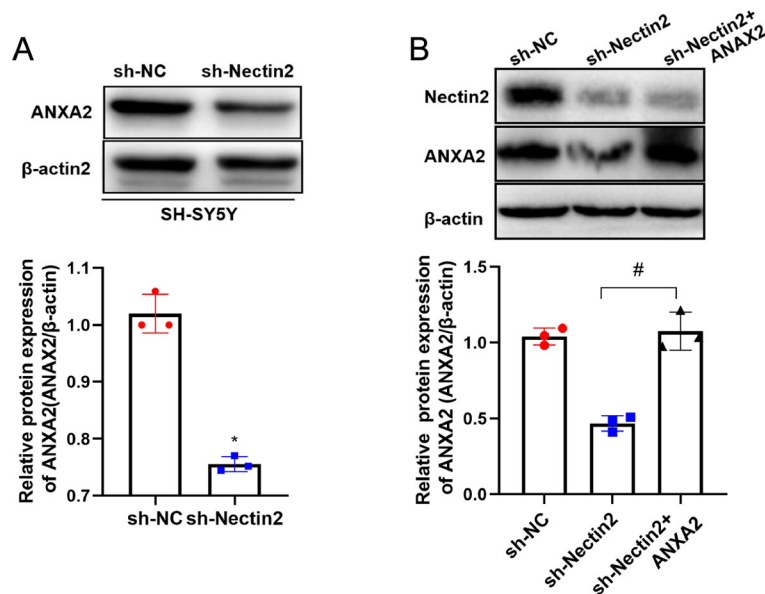 A
sh-NC sh-Nectin2
ANXA2
β-actin2
SH-SY5Y
Relative protein expression
of ANXA2(ANAX2/β-actin)
1.1
1.0
0.9
0.8
0.7
*
sh-NC sh-Nectin2
B
sh-NC
sh-Nectin2
sh-Nectin2+
ANAX2
Nectin2
ANXA2
β-actin
Relative protein expression
of ANXA2 (ANXA2/β-actin)
1.5
1.0
0.5
0.0
#
sh-NC
sh-Nectin2
sh-Nectin2+
ANXA2